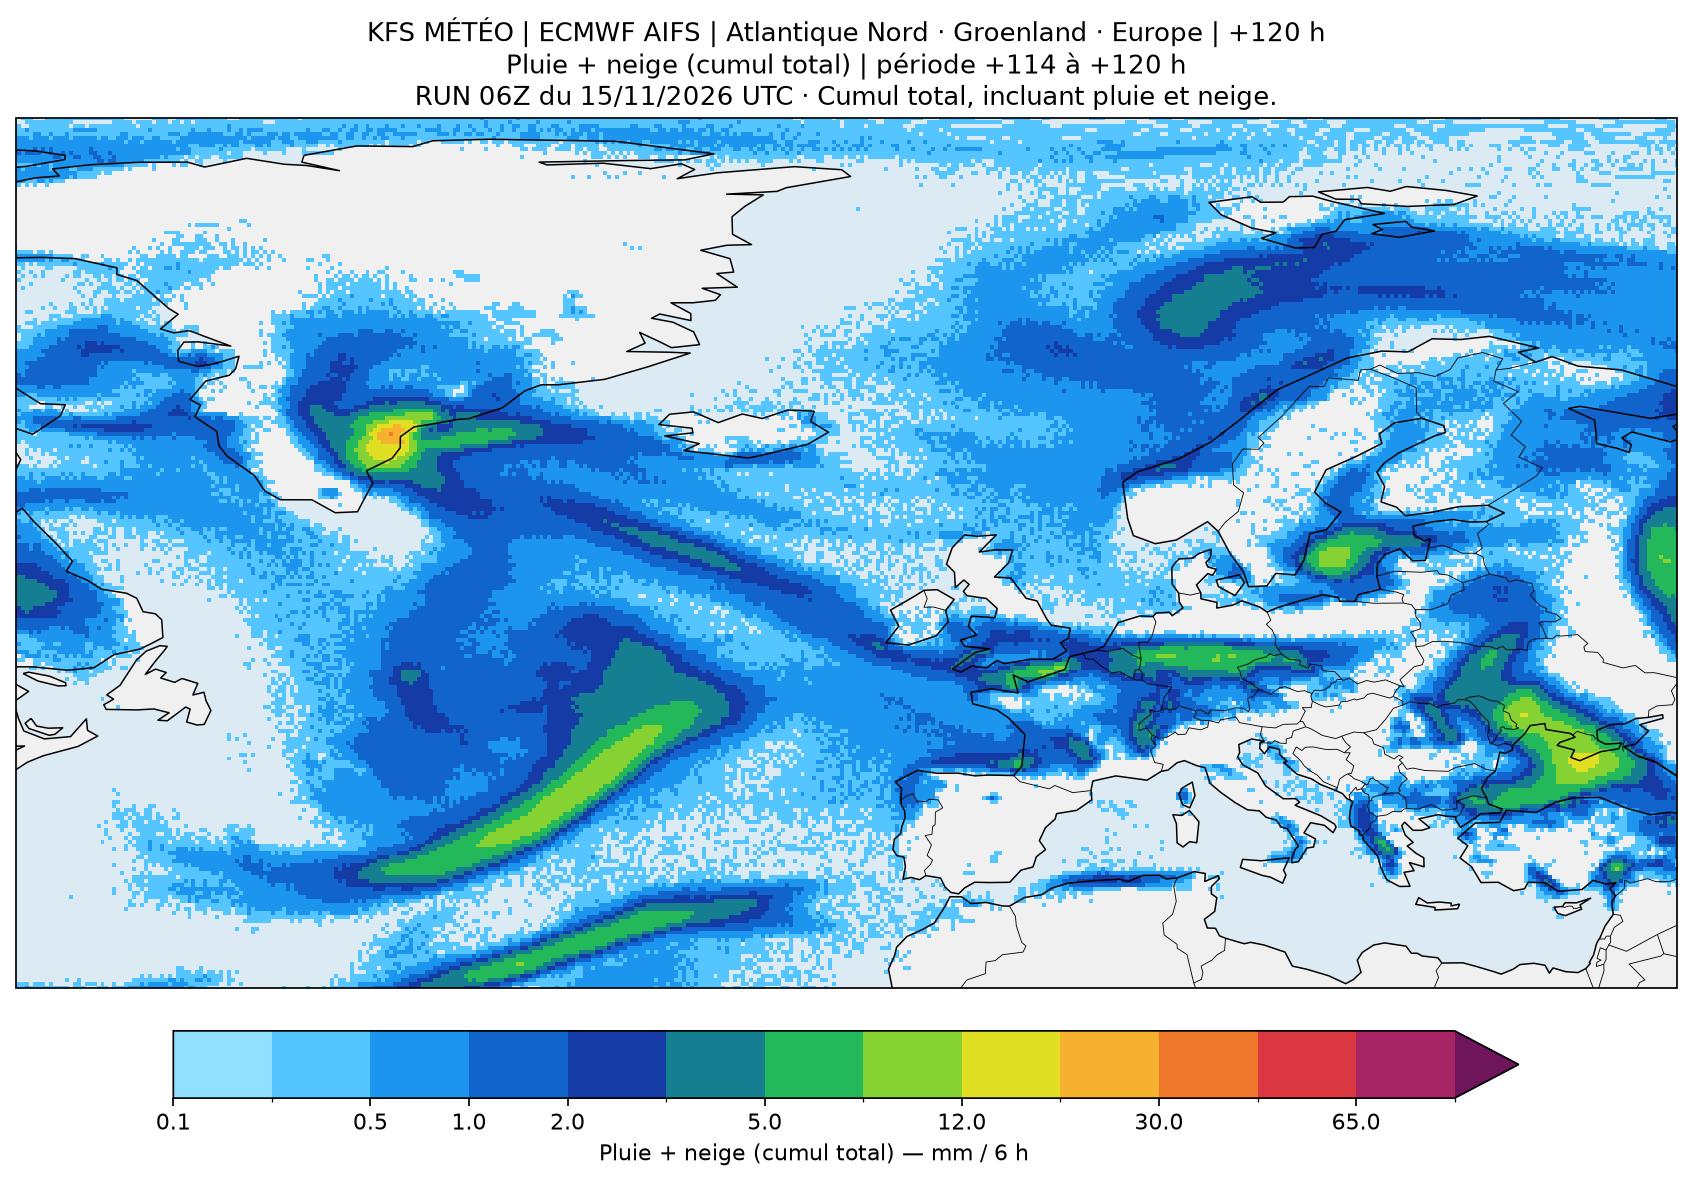 KFS MÉTÉO | ECMWF AIFS | Atlantique Nord · Groenland · Europe | +120 h
Pluie + neige (cumul total) | période +114 à +120 h
RUN 06Z du 15/11/2026 UTC · Cumul total, incluant pluie et neige.
0.1 0.5 1.0 2.0 5.0 12.0 30.0 65.0
Pluie + neige (cumul total) — mm / 6 h